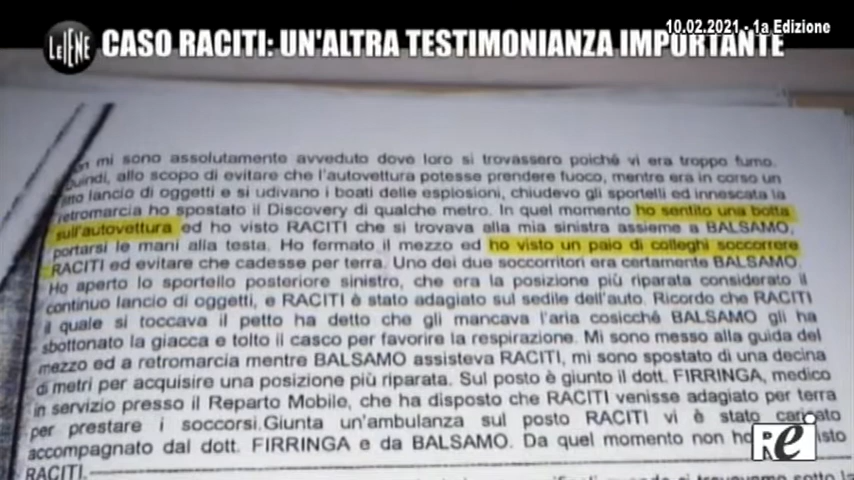 10.02.2021 - 1a Edizione
LE IENE
CASO RACITI: UN'ALTRA TESTIMONIANZA IMPORTANTE
mi sono assolutamente avveduto dove loro si trovassero poiché vi era troppo fumo.
allo scopo di evitare che l'autovettura potesse prendere fuoco, mentre era in corso un
fitto lancio di oggetti e si udivano i boati delle esplosioni, chiudevo gli sportelli ed innescata la
retromarcia ho spostato il Discovery di qualche metro. In quel momento ho sentito una botta
sull'autovettura ed ho visto RACITI che si trovava alla mia sinistra assieme a BALSAMO,
portarsi le mani alla testa. Ho fermato il mezzo ed ho visto un paio di colleghi soccorrere
RACITI ed evitare che cadesse per terra. Uno dei due soccorritori era certamente BALSAMO.
Ho aperto lo sportello posteriore sinistro, che era la posizione più riparata considerato il
continuo lancio di oggetti, e RACITI è stato adagiato sul sedile dell'auto. Ricordo che RACITI
il quale si toccava il petto ha detto che gli mancava l'aria cosicché BALSAMO gli ha
sbottonato la giacca e tolto il casco per favorire la respirazione. Mi sono messo alla guida del
mezzo ed a retromarcia mentre BALSAMO assisteva RACITI, mi sono spostato di una decina
di metri per acquisire una posizione più riparata. Sul posto è giunto il dott. FIRRINGA, medico
in servizio presso il Reparto Mobile, che ha disposto che RACITI venisse adagiato per terra
per prestare i soccorsi.Giunta un'ambulanza sul posto RACITI vi è stato caricato
accompagnato dal dott. FIRRINGA e da BALSAMO. Da quel momento non ho
RACITI.
Re